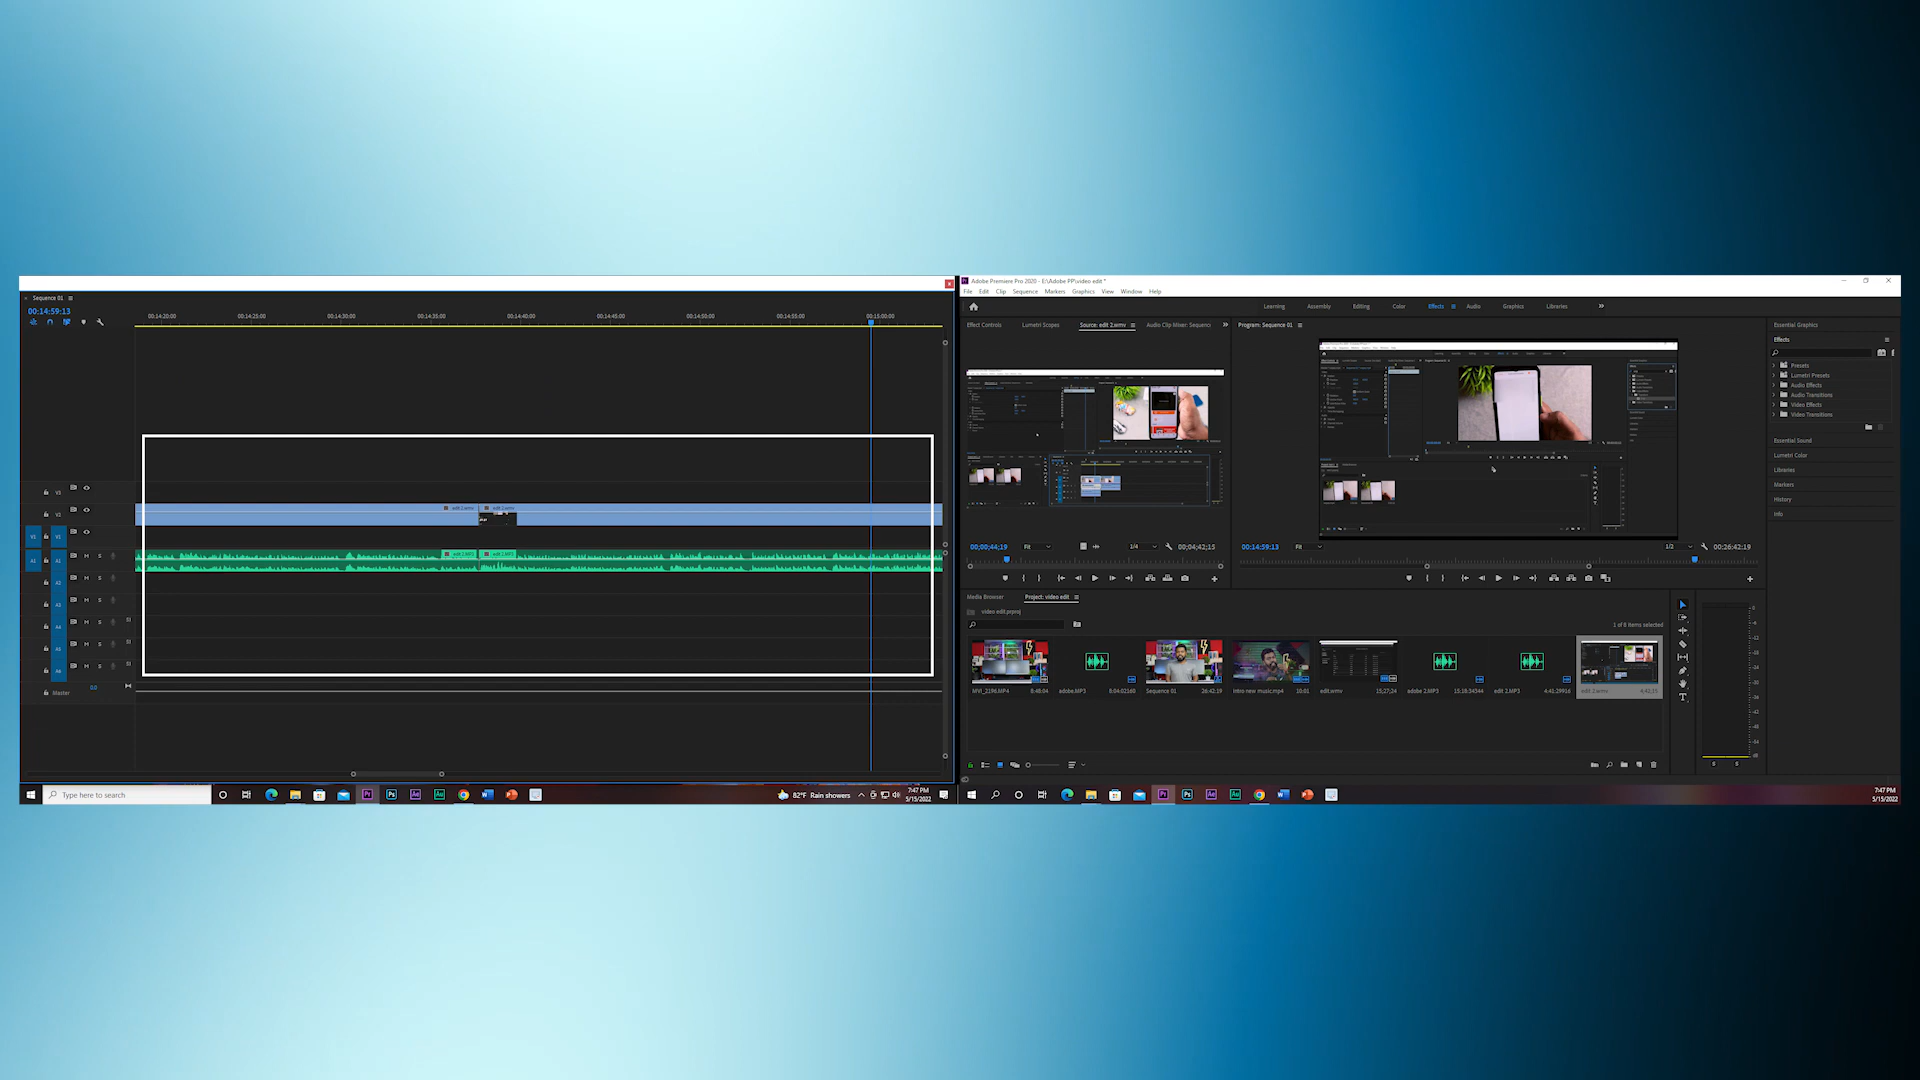 Sequence 01
00:14:59:13
00:14:20:00 00:14:25:00 00:14:30:00 00:14:35:00 00:14:40:00 00:14:45:00 00:14:50:00 00:14:55:00 00:15:00:00
V3
V2
V1 V1
A1 A1 M S
A2 M S
A3 M S
A4 M S
A5 M S
A6 M S
Master 0.0
edit 2.wmv edit 2.wmv
edit 2.MP3 edit 2.MP3
Type here to search
82°F Rain showers
7:47 PM
5/15/2022
Adobe Premiere Pro 2020 - E:\Adobe PP\video edit *
File Edit Clip Sequence Markers Graphics View Window Help
Learning Assembly Editing Color Effects Audio Graphics Libraries
Effect Controls Lumetri Scopes Source: edit 2.wmv Audio Clip Mixer: Sequenc
Program: Sequence 01
00;00;44;19 Fit 1/4 00;04;42;15
00:14:59:13 Fit 1/2 00:26:42:19
Essential Graphics
Effects
Presets
Lumetri Presets
Audio Effects
Audio Transitions
Video Effects
Video Transitions
Essential Sound
Lumetri Color
Libraries
Markers
History
Info
Media Browser Project: video edit
video edit.prproj
1 of 8 items selected
MVI_2196.MP4 8:48:04
adobe.MP3 8:04:02160
Sequence 01 26:42:19
Intro new music.mp4 10:01
edit.wmv 15;27;24
adobe 2.MP3 15:18:34344
edit 2.MP3 4:41:29916
edit 2.wmv 4;42;15
S S
7:47 PM
5/15/2022